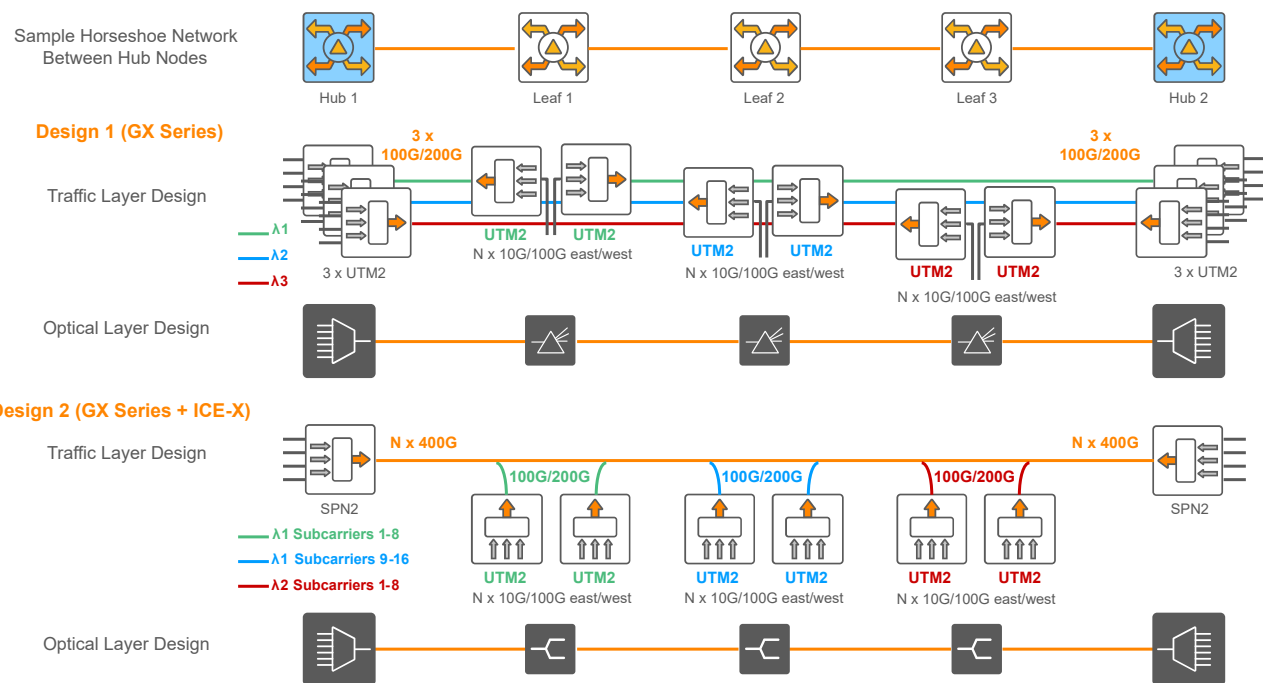 Sample Horseshoe Network
Between Hub Nodes
Hub 1
Leaf 1
Leaf 2
Leaf 3
Hub 2
Design 1 (GX Series)
3 x
100G/200G
3 x
100G/200G
Traffic Layer Design
λ1
λ2
λ3
3 x UTM2
UTM2
UTM2
N x 10G/100G east/west
UTM2
UTM2
N x 10G/100G east/west
UTM2
UTM2
N x 10G/100G east/west
3 x UTM2
Optical Layer Design
Design 2 (GX Series + ICE-X)
Traffic Layer Design
N x 400G
N x 400G
100G/200G
100G/200G
100G/200G
SPN2
SPN2
λ1 Subcarriers 1-8
λ1 Subcarriers 9-16
λ2 Subcarriers 1-8
UTM2
UTM2
N x 10G/100G east/west
UTM2
UTM2
N x 10G/100G east/west
UTM2
UTM2
N x 10G/100G east/west
Optical Layer Design